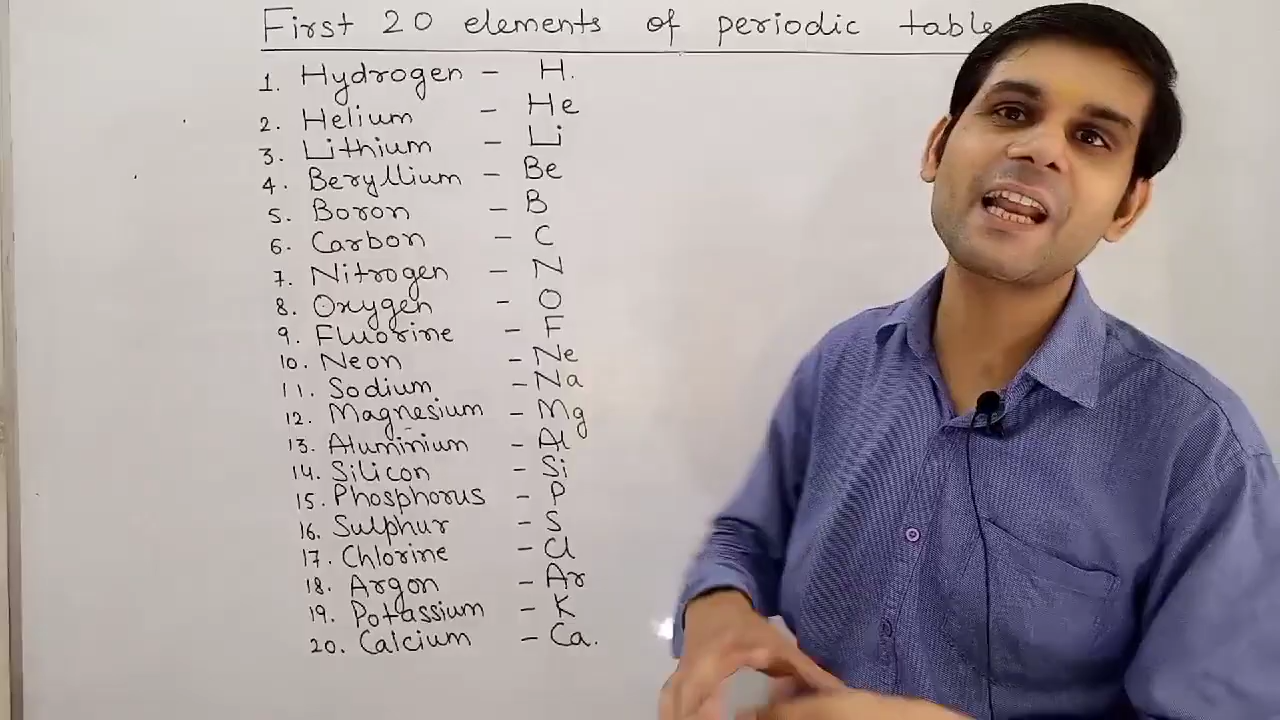 First 20 elements of periodic table
1. Hydrogen - H.
2. Helium - He
3. Lithium - Li
4. Beryllium - Be
5. Boron - B
6. Carbon - C
7. Nitrogen - N
8. Oxygen - O
9. Fluorine - F
10. Neon - Ne
11. Sodium - Na
12. Magnesium - Mg
13. Aluminium - Al
14. Silicon - Si
15. Phosphorus - P
16. Sulphur - S
17. Chlorine - Cl
18. Argon - Ar
19. Potassium - K
20. Calcium - Ca.